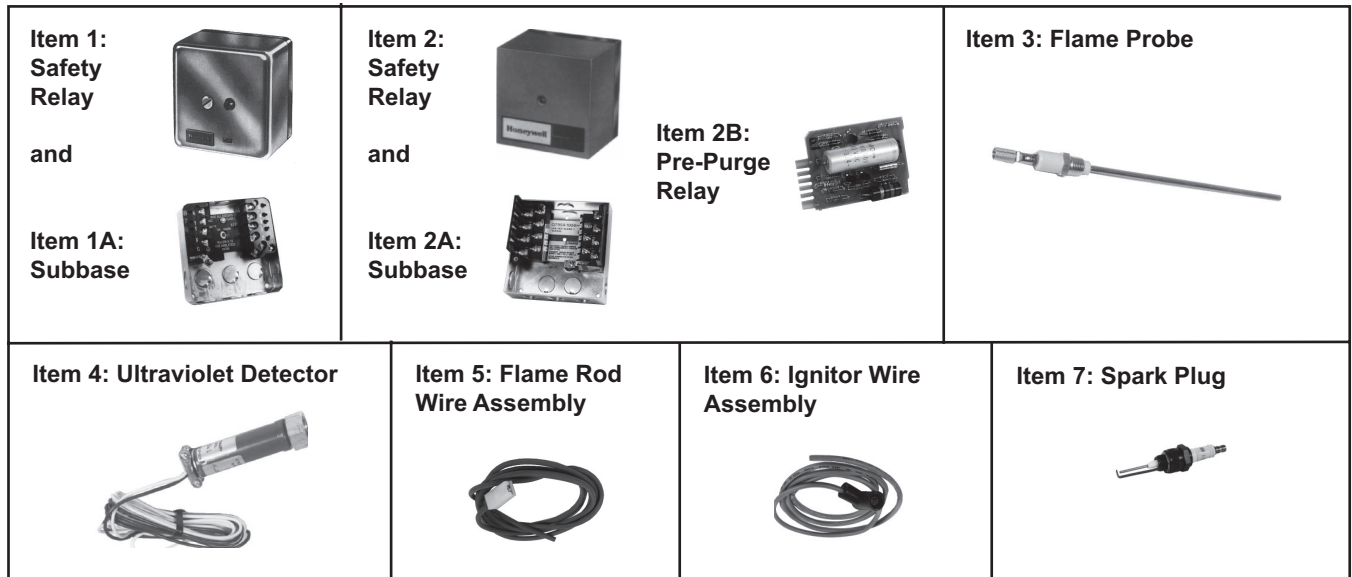 Item 1:
Safety
Relay
and
Item 1A:
Subbase
Item 2:
Safety
Relay
and
Item 2A:
Subbase
Honeywell
Item 2B:
Pre-Purge
Relay
Item 3: Flame Probe
Item 4: Ultraviolet Detector
Item 5: Flame Rod
Wire Assembly
Item 6: Ignitor Wire
Assembly
Item 7: Spark Plug